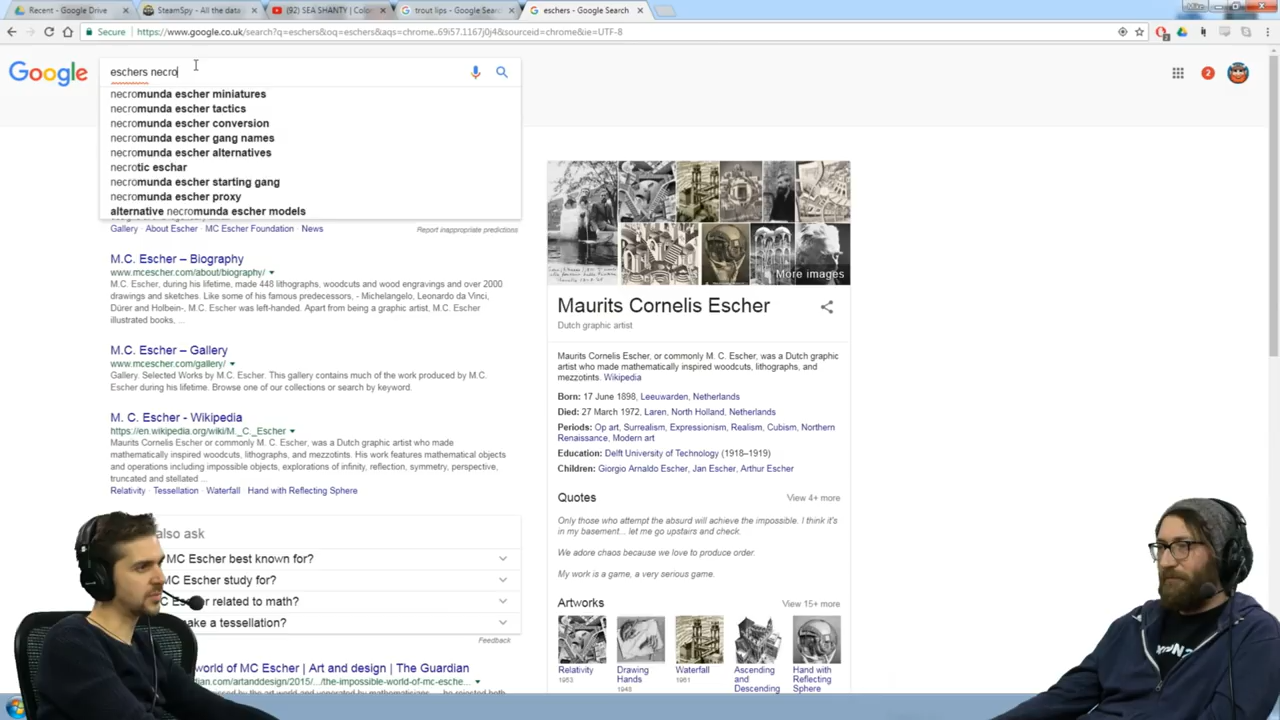 Recent - Google Drive
SteamSpy - All the data
(92) SEA SHANTY | Color
trout lips - Google Sear
eschers - Google Search
Mike
Secure
https://www.google.co.uk/search?q=eschers&oq=eschers&aqs=chrome..69i57.1167j0j4&sourceid=chrome&ie=UTF-8
Google
eschers necro
2
necromunda escher miniatures
necromunda escher tactics
necromunda escher conversion
necromunda escher gang names
necromunda escher alternatives
necrotic eschar
necromunda escher starting gang
necromunda escher proxy
alternative necromunda escher models
Report inappropriate predictions
Gallery · About Escher · MC Escher Foundation · News
M.C. Escher – Biography
www.mcescher.com/about/biography/
M.C. Escher, during his lifetime, made 448 lithographs, woodcuts and wood engravings and over 2000
drawings and sketches. Like some of his famous predecessors, - Michelangelo, Leonardo da Vinci,
Dürer and Holbein-, M.C. Escher was left-handed. Apart from being a graphic artist, M.C. Escher
illustrated books, ...
M.C. Escher – Gallery
www.mcescher.com/gallery/
Gallery. Selected Works by M.C. Escher. This gallery contains much of the work produced by M.C.
Escher during his lifetime. Browse one of our collections or search by keyword.
M. C. Escher - Wikipedia
https://en.wikipedia.org/wiki/M._C._Escher
Maurits Cornelis Escher or commonly M. C. Escher, was a Dutch graphic artist who made
mathematically inspired woodcuts, lithographs, and mezzotints. His work features mathematical objects
and operations including impossible objects, explorations of infinity, reflection, symmetry, perspective,
truncated and stellated ...
Relativity · Tessellation · Waterfall · Hand with Reflecting Sphere
also ask
MC Escher best known for?
MC Escher study for?
MC Escher related to math?
make a tessellation?
Feedback
world of MC Escher | Art and design | The Guardian
dian.com/artanddesign/2015/.../the-impossible-world-of-mc-esche...
More images
Maurits Cornelis Escher
Dutch graphic artist
Maurits Cornelis Escher, or commonly M. C. Escher, was a Dutch graphic
artist who made mathematically inspired woodcuts, lithographs, and
mezzotints. Wikipedia
Born: 17 June 1898, Leeuwarden, Netherlands
Died: 27 March 1972, Laren, North Holland, Netherlands
Periods: Op art, Surrealism, Expressionism, Realism, Cubism, Northern
Renaissance, Modern art
Education: Delft University of Technology (1918–1919)
Children: Giorgio Arnaldo Escher, Jan Escher, Arthur Escher
Quotes
View 4+ more
Only those who attempt the absurd will achieve the impossible. I think it's
in my basement... let me go upstairs and check.
We adore chaos because we love to produce order.
My work is a game, a very serious game.
Artworks
View 15+ more
Relativity
1953
Drawing
Hands
1948
Waterfall
1961
Ascending
and
Descending
Hand with
Reflecting
Sphere